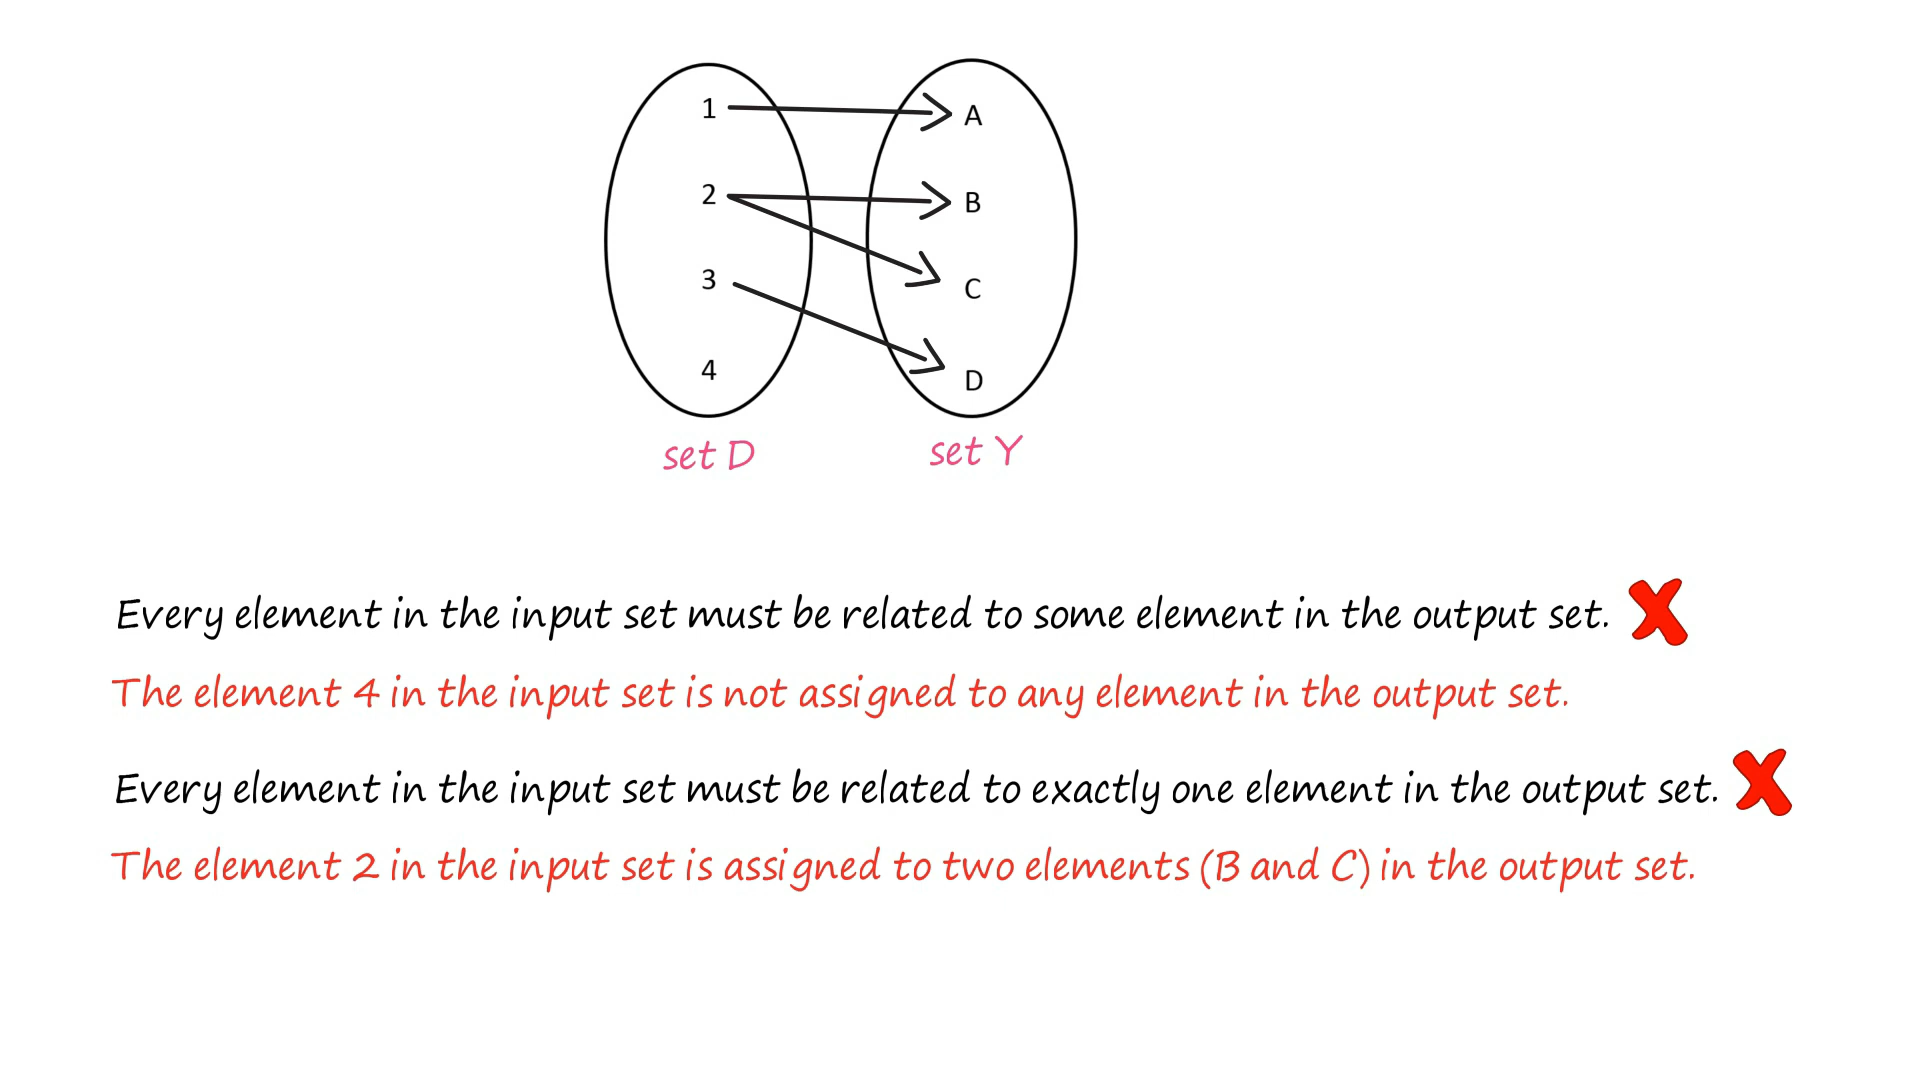 1 A
2 B
C
3
D
4
set D set Y
Every element in the input set must be related to some element in the output set.
The element 4 in the input set is not assigned to any element in the output set.
Every element in the input set must be related to exactly one element in the output set.
The element 2 in the input set is assigned to two elements (B and C) in the output set.